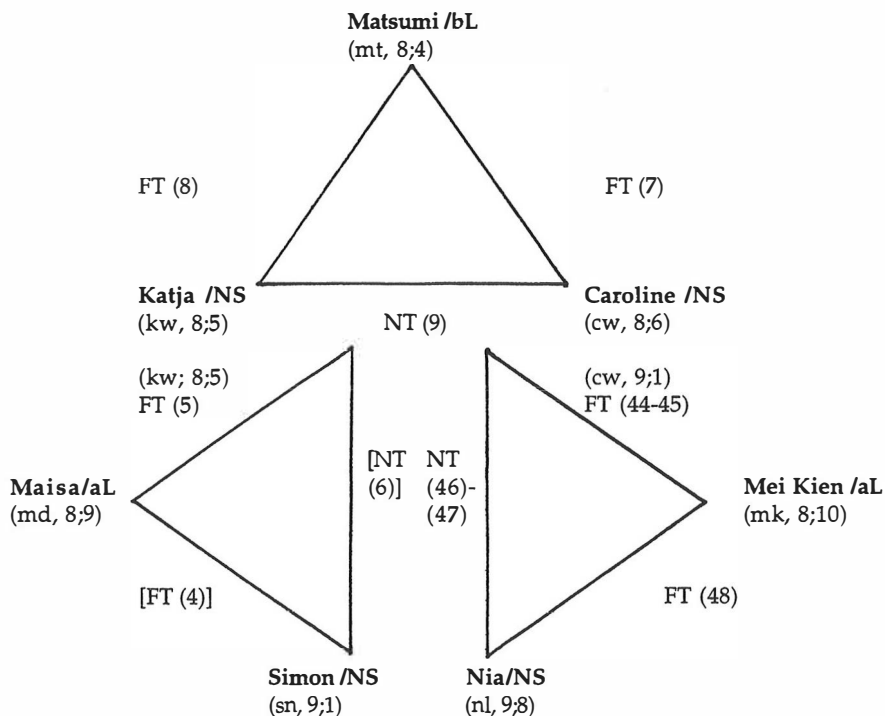 Matsumi /bL
(mt, 8;4)
FT (8)
FT (7)
Katja /NS
(kw, 8;5)
Caroline /NS
(cw, 8;6)
NT (9)
(kw; 8;5)
FT (5)
(cw, 9;1)
FT (44-45)
Maisa/aL
(md, 8;9)
[NT
(6)]
NT
(46)-
(47)
Mei Kien /aL
(mk, 8;10)
[FT (4)]
FT (48)
Simon /NS
(sn, 9;1)
Nia/NS
(nl, 9;8)